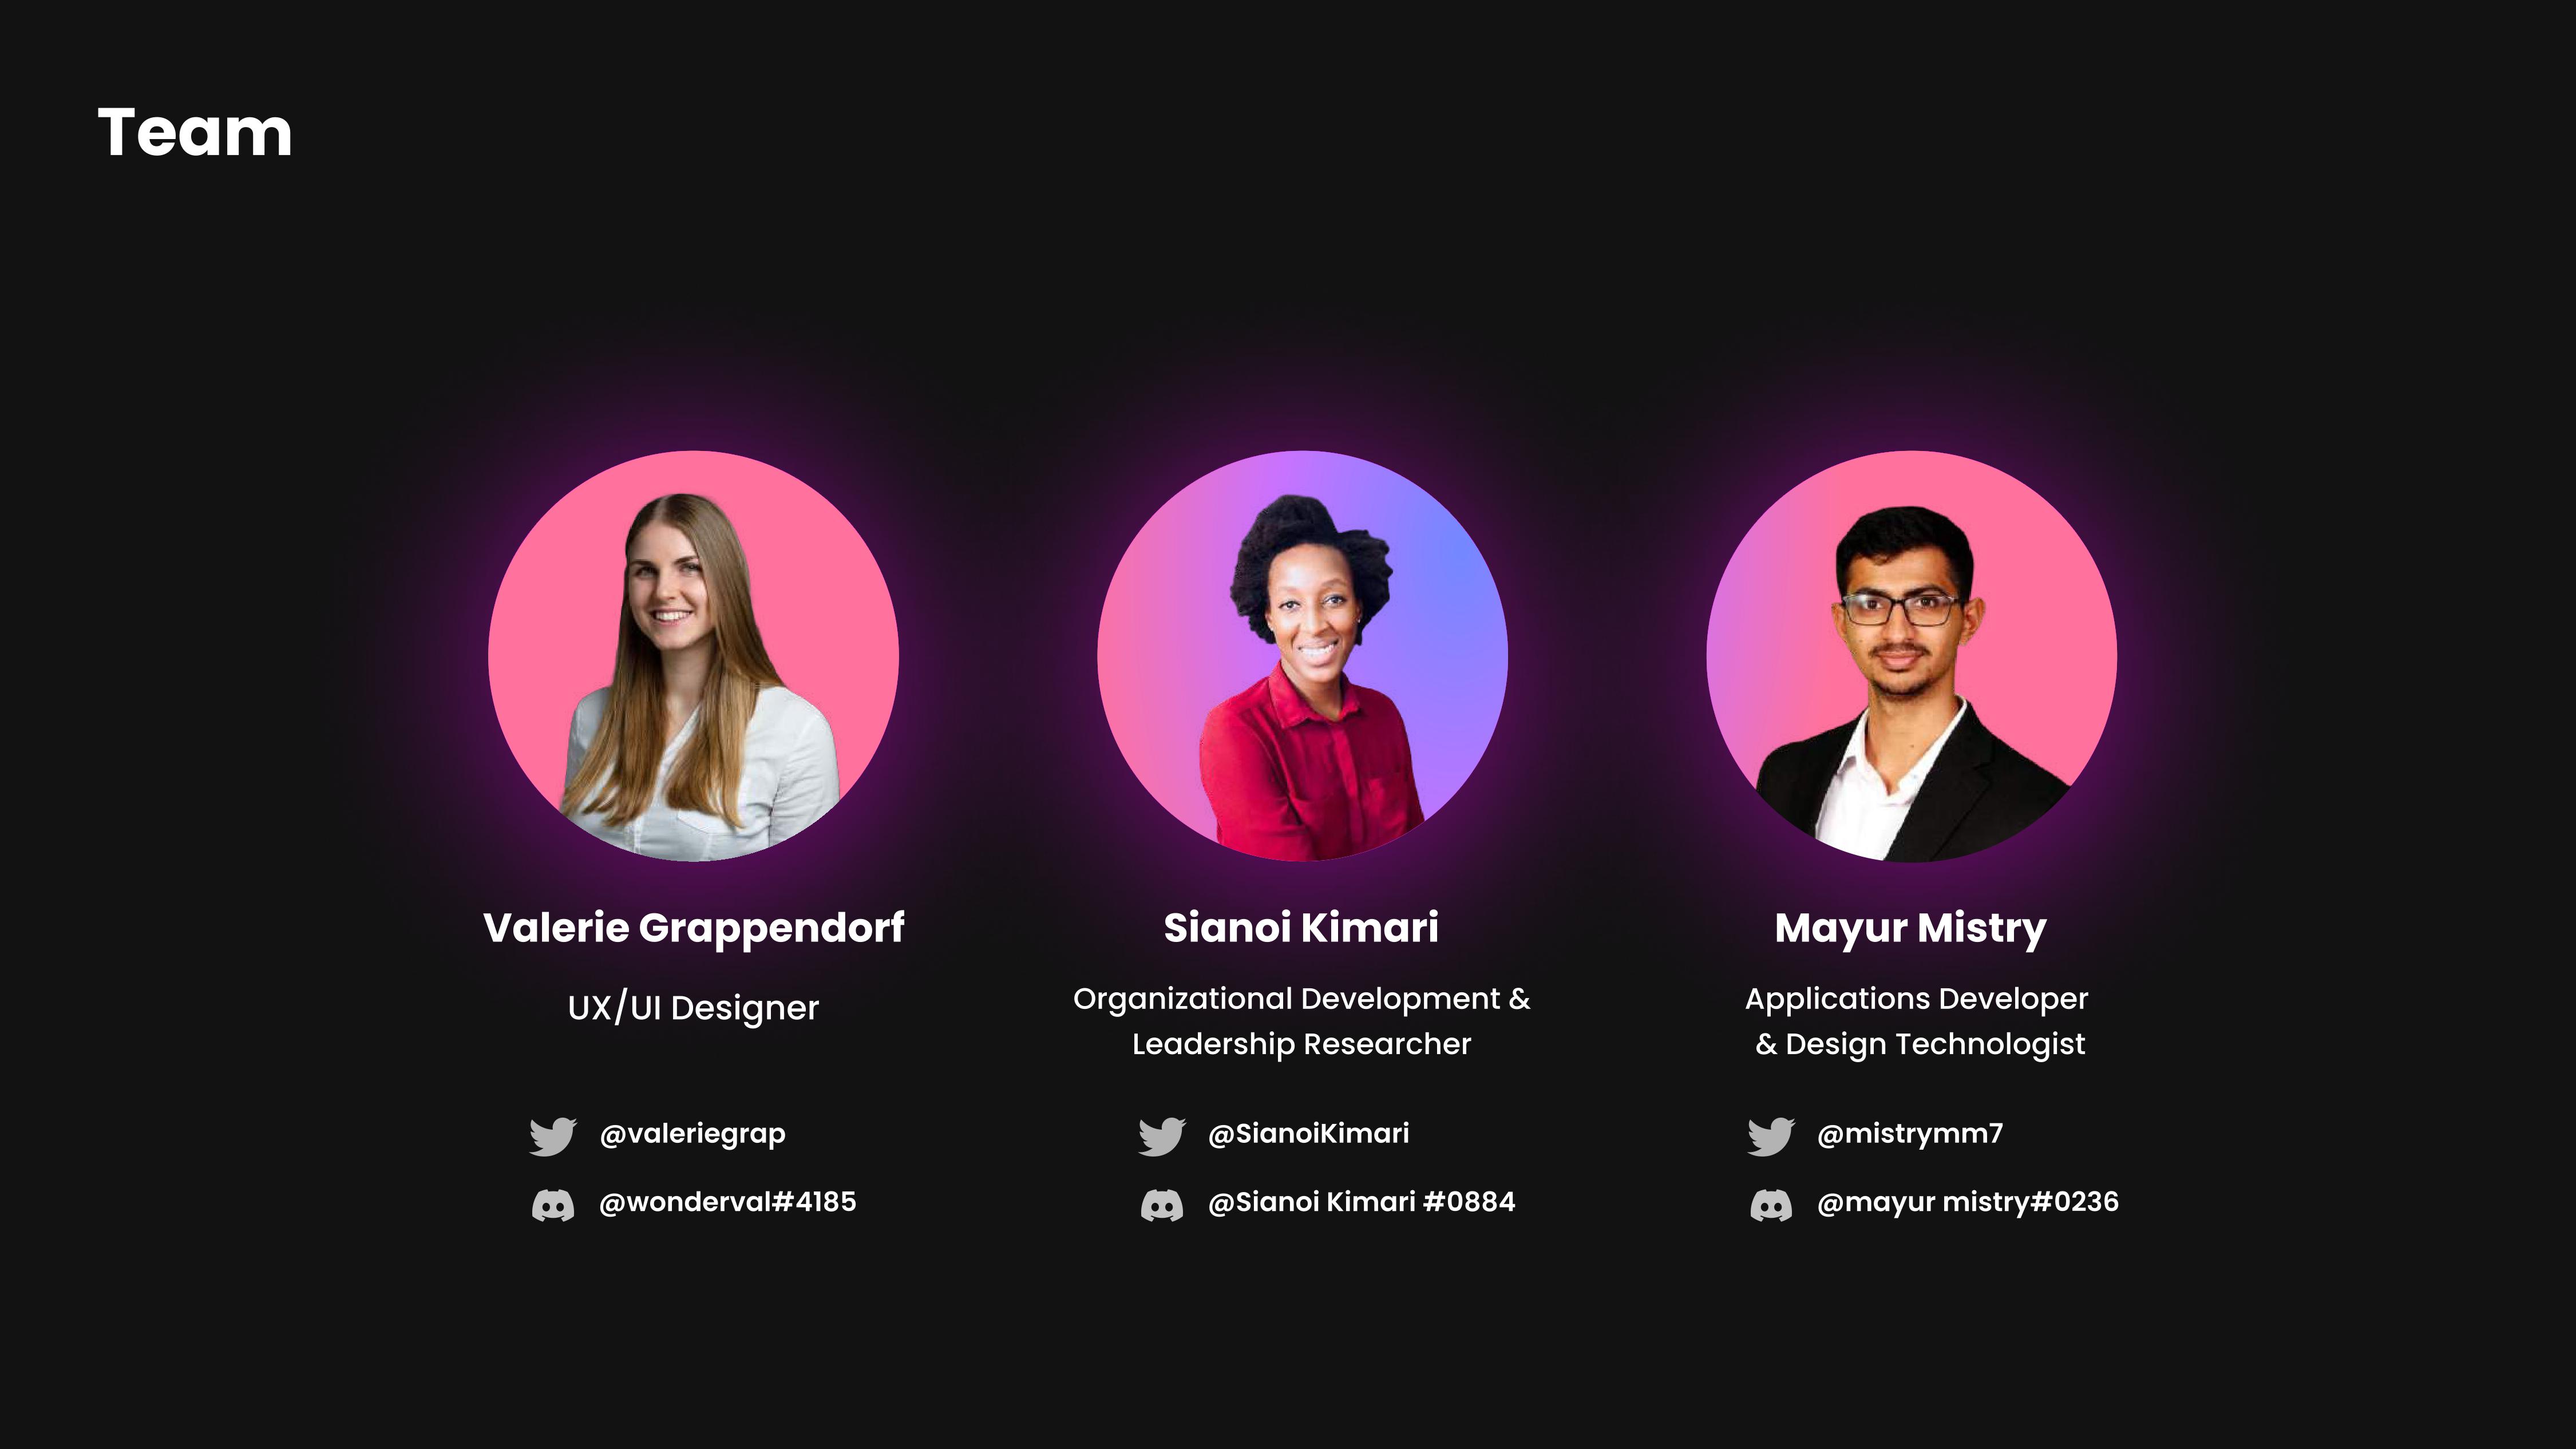 Team
Valerie Grappendorf
UX/UI Designer
@valeriegrap
@wonderval#4185
Sianoi Kimari
Organizational Development &
Leadership Researcher
@SianoiKimari
@Sianoi Kimari #0884
Mayur Mistry
Applications Developer
& Design Technologist
@mistrymm7
@mayur mistry#0236